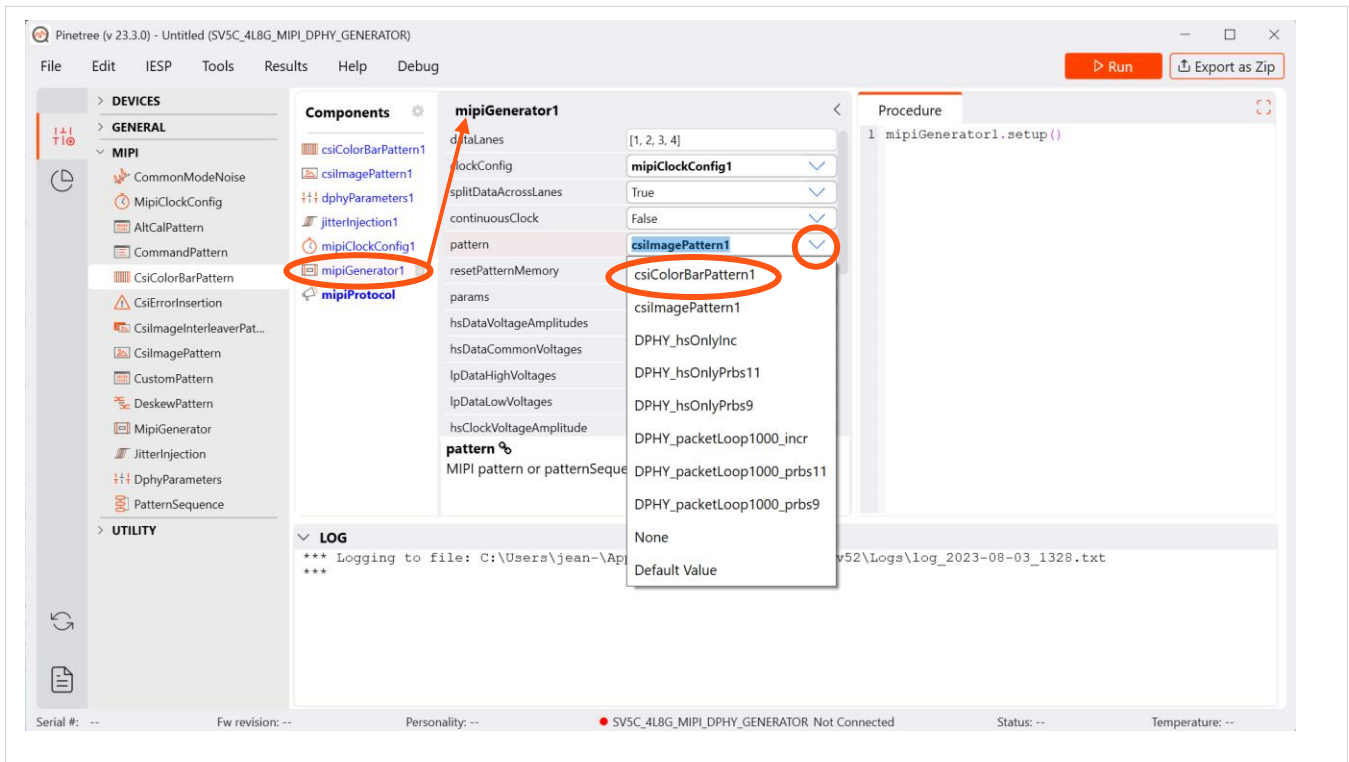 Pinetree (v 23.3.0) - Untitled (SV5C_4L8G_MIPI_DPHY_GENERATOR)
File Edit IESP Tools Results Help Debug
Run
Export as Zip
DEVICES
GENERAL
MIPI
CommonModeNoise
MipiClockConfig
AltCalPattern
CommandPattern
CsiColorBarPattern
CsiErrorInsertion
CsiImageInterleaverPat...
CsiImagePattern
CustomPattern
DeskewPattern
MipiGenerator
JitterInjection
DphyParameters
PatternSequence
UTILITY
Components
csiColorBarPattern1
csiImagePattern1
dphyParameters1
jitterInjection1
mipiClockConfig1
mipiGenerator1
mipiProtocol
mipiGenerator1
dataLanes [1, 2, 3, 4]
clockConfig mipiClockConfig1
splitDataAcrossLanes True
continuousClock False
pattern csiImagePattern1
resetPatternMemory
params
hsDataVoltageAmplitudes
hsDataCommonVoltages
lpDataHighVoltages
lpDataLowVoltages
hsClockVoltageAmplitude
pattern
MIPI pattern or patternSeque
csiColorBarPattern1
csiImagePattern1
DPHY_hsOnlyInc
DPHY_hsOnlyPrbs11
DPHY_hsOnlyPrbs9
DPHY_packetLoop1000_incr
DPHY_packetLoop1000_prbs11
DPHY_packetLoop1000_prbs9
None
Default Value
Procedure
1 mipiGenerator1.setup()
LOG
*** Logging to file: C:\Users\jean-\Ap v52\Logs\log_2023-08-03_1328.txt
***
Serial #: -- Fw revision: -- Personality: -- SV5C_4L8G_MIPI_DPHY_GENERATOR Not Connected Status: -- Temperature: --